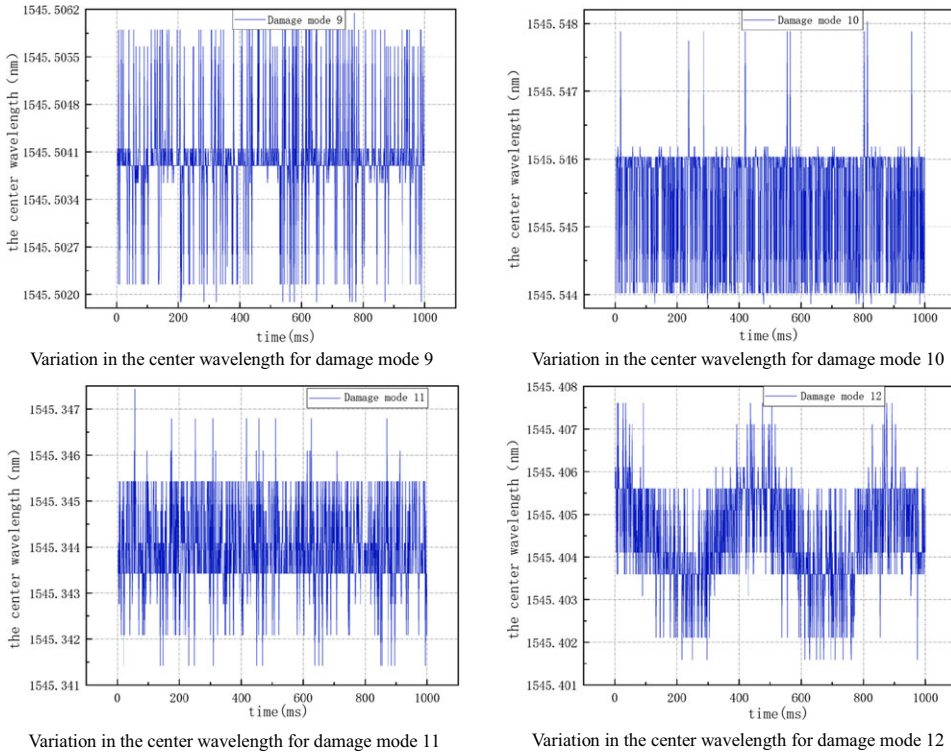 1545.5062
1545.5055
1545.5048
1545.5041
1545.5034
1545.5027
1545.5020
the center wavelength (nm)
Damage mode 9
0 200 400 600 800 1000
time(ms)
Variation in the center wavelength for damage mode 9
1545.548
1545.547
1545.546
1545.545
1545.544
the center wavelength (nm)
Damage mode 10
0 200 400 600 800 1000
time(ms)
Variation in the center wavelength for damage mode 10
1545.347
1545.346
1545.345
1545.344
1545.343
1545.342
1545.341
the center wavelength (nm)
Damage mode 11
0 200 400 600 800 1000
time(ms)
Variation in the center wavelength for damage mode 11
1545.408
1545.407
1545.406
1545.405
1545.404
1545.403
1545.402
1545.401
the center wavelength (nm)
Damage mode 12
0 200 400 600 800 1000
time(ms)
Variation in the center wavelength for damage mode 12